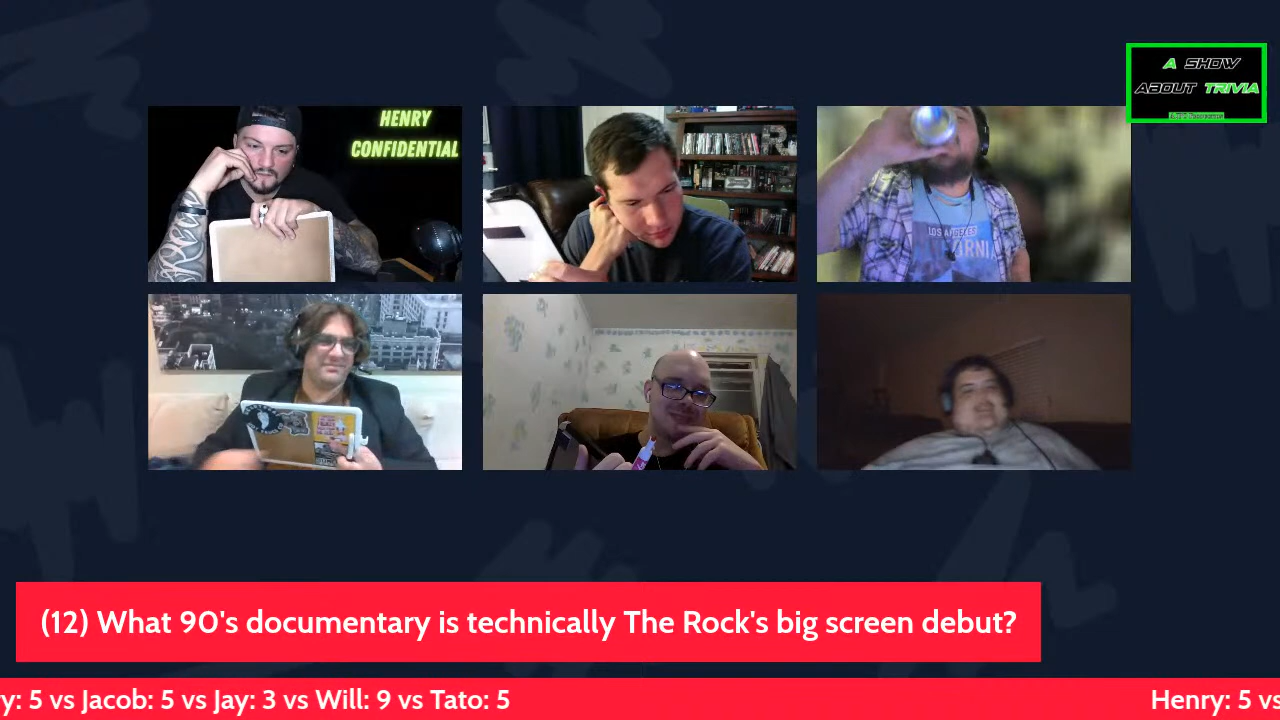 HENRY
CONFIDENTIAL
A SHOW
ABOUT TRIVIA
LOS ANGELES
CALIFORNIA
R
(12) What 90's documentary is technically The Rock's big screen debut?
y: 5 vs Jacob: 5 vs Jay: 3 vs Will: 9 vs Tato: 5
Henry: 5 vs